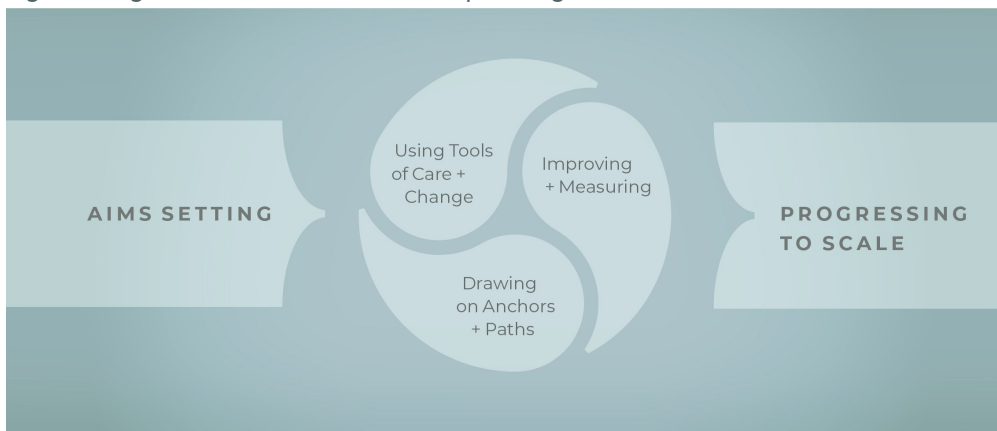 AIMS SETTING
Using Tools
of Care +
Change
Improving
+ Measuring
Drawing
on Anchors
+ Paths
PROGRESSING
TO SCALE